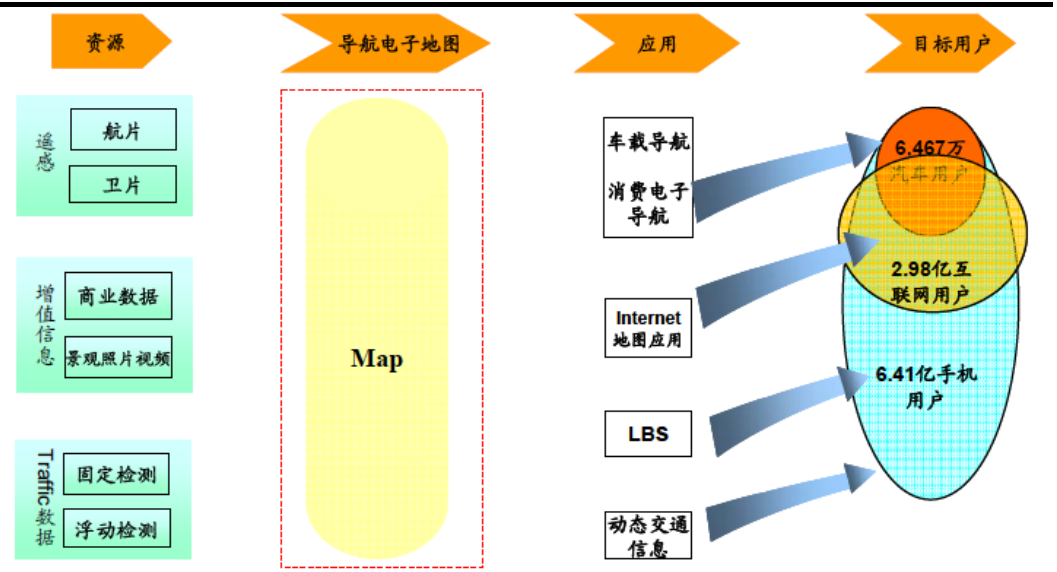 资源
导航电子地图
应用
目标用户
遥感
航片
卫片
增值信息
商业数据
景观照片视频
Traffic数据
固定检测
浮动检测
Map
车载导航
消费电子
导航
Internet
地图应用
LBS
动态交通
信息
6.467万
汽车用户
2.98亿互
联网用户
6.41亿手机
用户